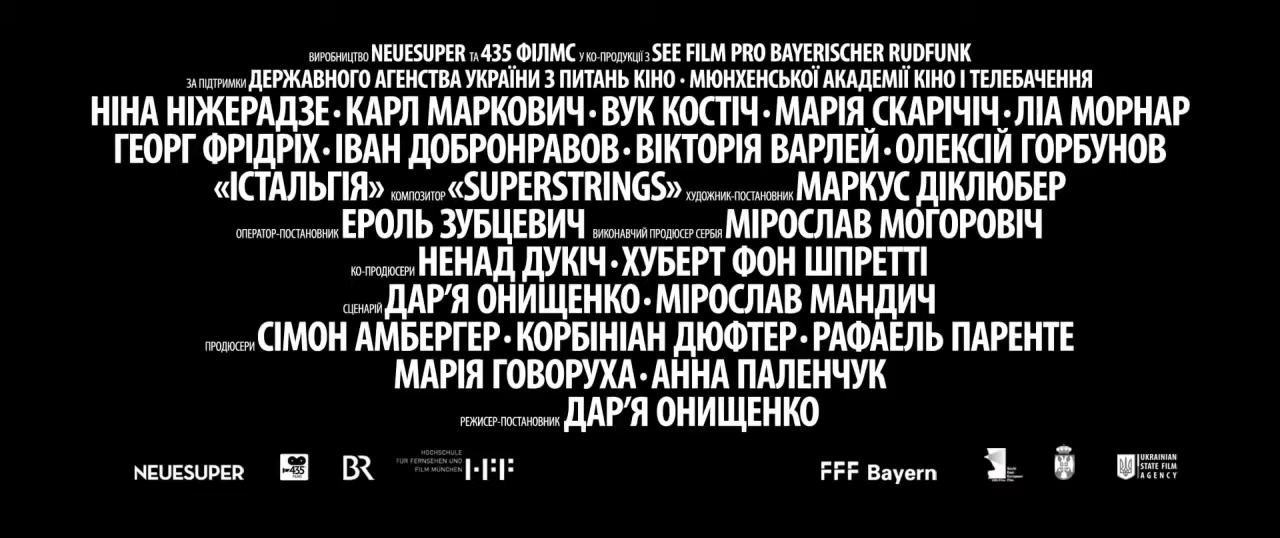 ВИРОБНИЦТВО NEUESUPER ТА 435 ФІЛМС У КО-ПРОДУКЦІЇ З SEE FILM PRO BAYERISCHER RUDFUNK
ЗА ПІДТРИМКИ ДЕРЖАВНОГО АГЕНСТВА УКРАЇНИ З ПИТАНЬ КІНО · МЮНХЕНСЬКОЇ АКАДЕМІЇ КІНО І ТЕЛЕБАЧЕННЯ
НІНА НІЖЕРАДЗЕ · КАРЛ МАРКОВИЧ · ВУК КОСТІЧ · МАРІЯ СКАРІЧІЧ · ЛІА МОРНАР
ГЕОРГ ФРІДРІХ · ІВАН ДОБРОНРАВОВ · ВІКТОРІЯ ВАРЛЕЙ · ОЛЕКСІЙ ГОРБУНОВ
«ІСТАЛЬГІЯ» КОМПОЗИТОР «SUPERSTRINGS» ХУДОЖНИК-ПОСТАНОВНИК МАРКУС ДІКЛЮБЕР
ОПЕРАТОР-ПОСТАНОВНИК ЕРОЛЬ ЗУБЦЕВИЧ ВИКОНАВЧИЙ ПРОДЮСЕР СЕРБІЯ МІРОСЛАВ МОГОРОВІЧ
КО-ПРОДЮСЕРИ НЕНАД ДУКІЧ · ХУБЕРТ ФОН ШПРЕТТІ
СЦЕНАРІЙ ДАР'Я ОНИЩЕНКО · МІРОСЛАВ МАНДИЧ
ПРОДЮСЕРИ СІМОН АМБЕРГЕР · КОРБІНІАН ДЮФТЕР · РАФАЕЛЬ ПАРЕНТЕ
МАРІЯ ГОВОРУХА · АННА ПАЛЕНЧУК
РЕЖИСЕР-ПОСТАНОВНИК ДАР'Я ОНИЩЕНКО
HOCHSCHULE
FÜR FERNSEHEN UND
FILM MÜNCHEN
NEUESUPER 435 FILMS BR HFF FFF Bayern
UKRAINIAN
STATE FILM
AGENCY